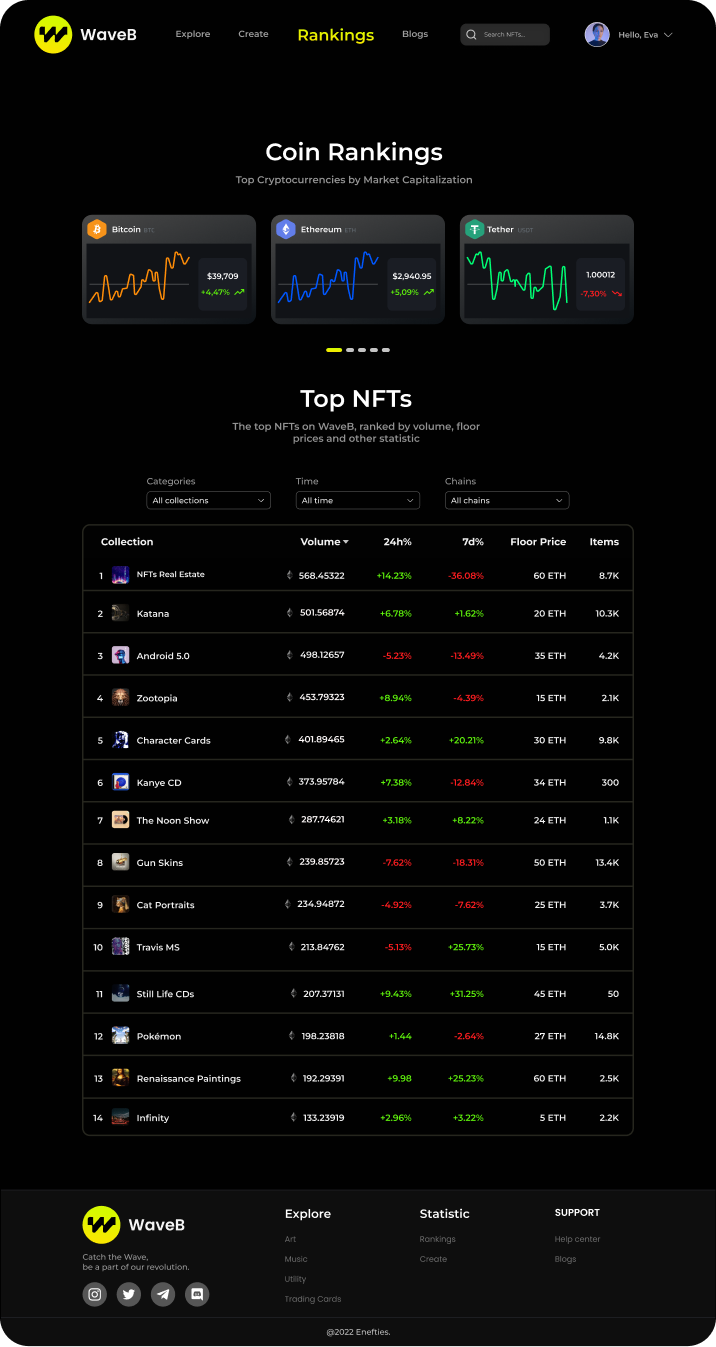 WaveB Explore Create Rankings Blogs Search NFTs.. Hello, Eva
Coin Rankings
Top Cryptocurrencies by Market Capitalization
Bitcoin BTC
$39,709
+4,47%
Ethereum ETH
$2,940.95
+5,09%
Tether USDT
1.00012
-7,30%
Top NFTs
The top NFTs on WaveB, ranked by volume, floor
prices and other statistic
Categories Time Chains
All collections All time All chains
Collection Volume 24h% 7d% Floor Price Items
1 NFTs Real Estate 568.45322 +14.23% -36.08% 60 ETH 8.7K
2 Katana 501.56874 +6.78% +1.62% 20 ETH 10.3K
3 Android 5.0 498.12657 -5.23% -13.49% 35 ETH 4.2K
4 Zootopia 453.79323 +8.94% -4.39% 15 ETH 2.1K
5 Character Cards 401.89465 +2.64% +20.21% 30 ETH 9.8K
6 Kanye CD 373.95784 +7.38% -12.84% 34 ETH 300
7 The Noon Show 287.74621 +3.18% +8.22% 24 ETH 1.1K
8 Gun Skins 239.85723 -7.62% -18.31% 50 ETH 13.4K
9 Cat Portraits 234.94872 -4.92% -7.62% 25 ETH 3.7K
10 Travis MS 213.84762 -5.13% +25.73% 15 ETH 5.0K
11 Still Life CDs 207.37131 +9.43% +31.25% 45 ETH 50
12 Pokémon 198.23818 +1.44 -2.64% 27 ETH 14.8K
13 Renaissance Paintings 192.29391 +9.98 +25.23% 60 ETH 2.5K
14 Infinity 133.23919 +2.96% +3.22% 5 ETH 2.2K
WaveB
Catch the Wave,
be a part of our revolution.
Explore
Art
Music
Utility
Trading Cards
Statistic
Rankings
Create
SUPPORT
Help center
Blogs
@2022 Enefties.